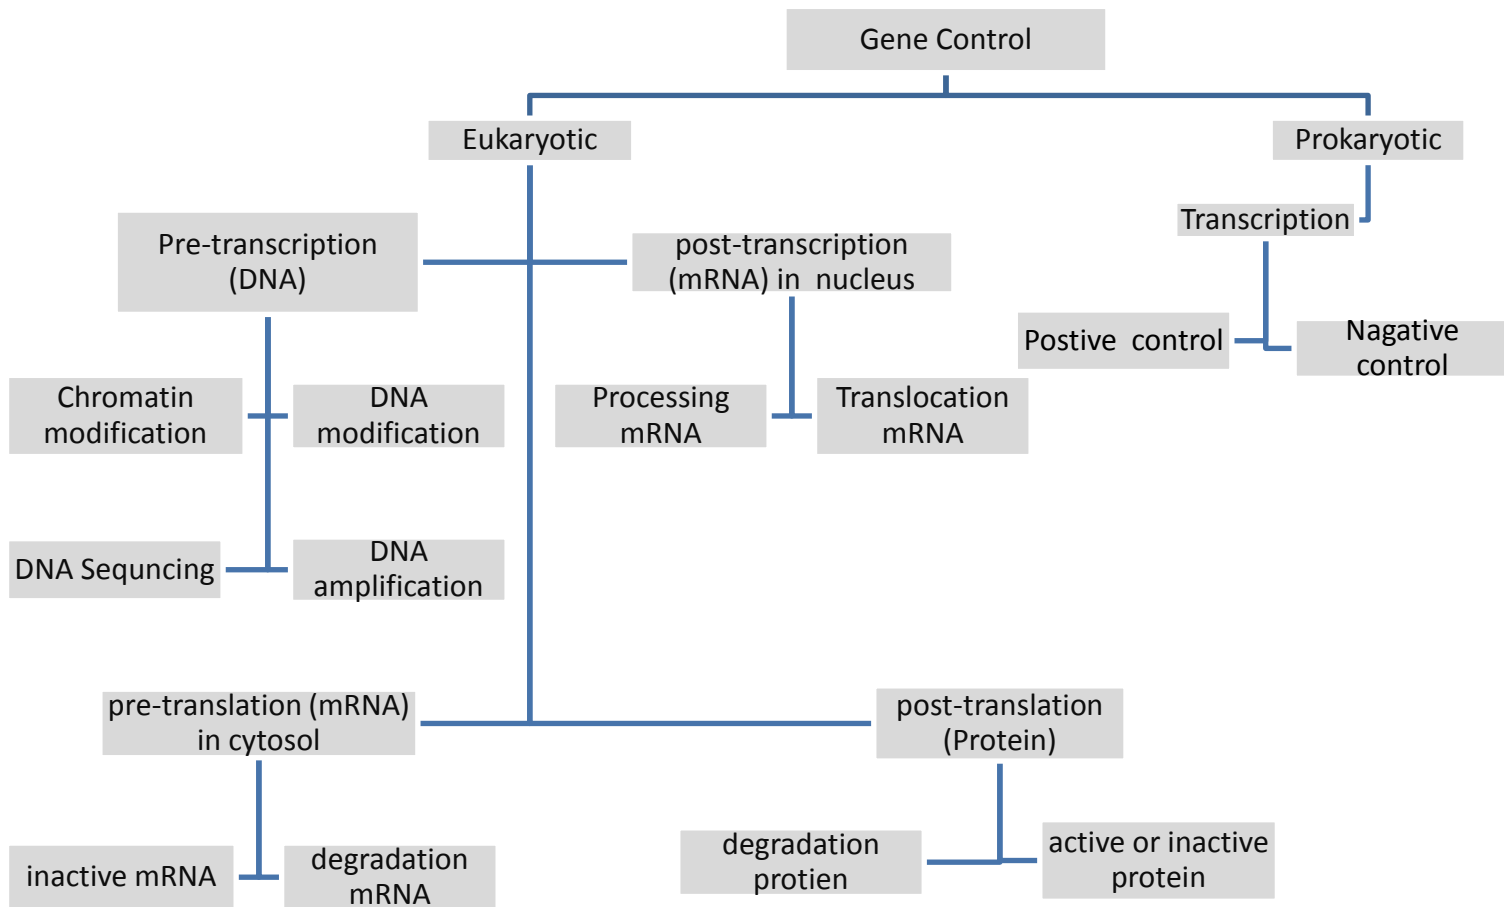 Gene Control
Eukaryotic
Prokaryotic
Pre-transcription
(DNA)
post-transcription
(mRNA) in  nucleus
Transcription
Postive  control
Nagative
control
Chromatin
modification
DNA
modification
Processing
mRNA
Translocation
mRNA
DNA Sequncing
DNA
amplification
pre-translation (mRNA)
in cytosol
post-translation
(Protein)
inactive mRNA
degradation
mRNA
degradation
protien
active or inactive
protein